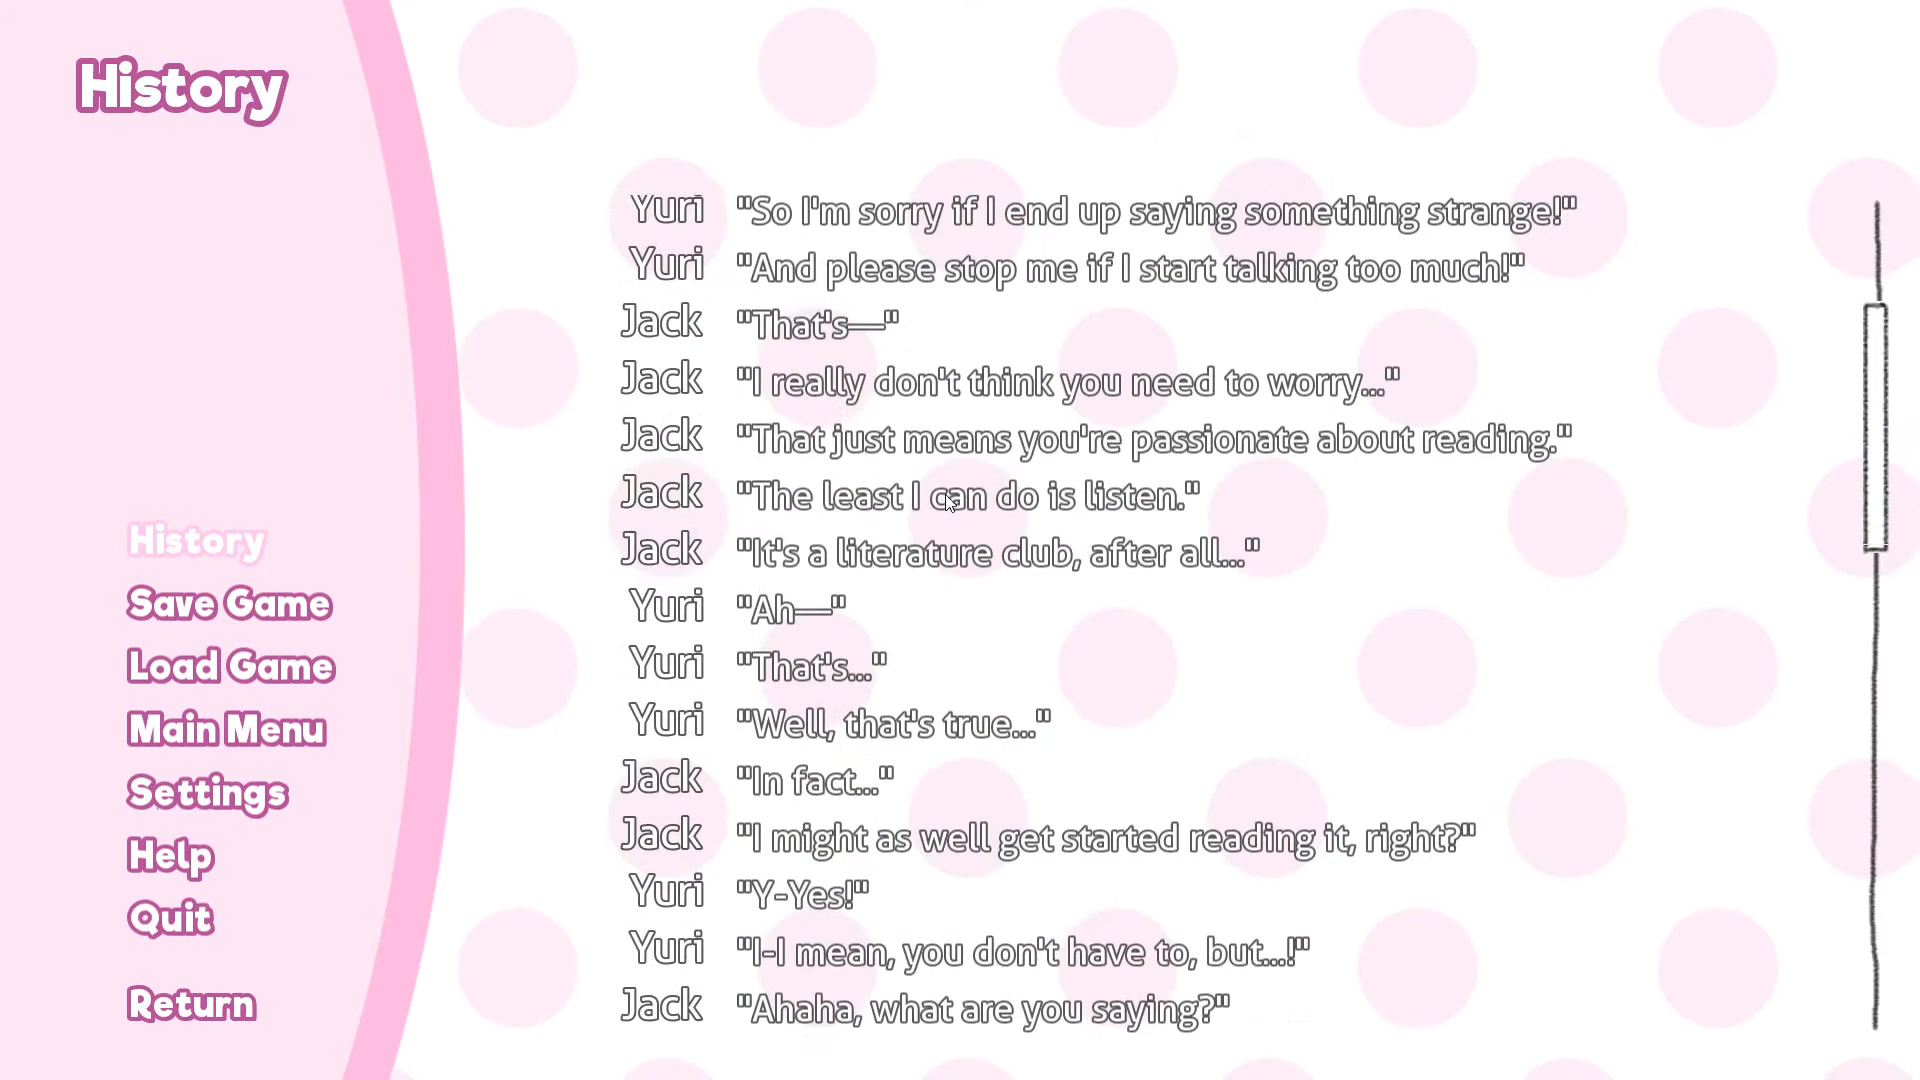 History
Yuri "So I'm sorry if I end up saying something strange!"
Yuri "And please stop me if I start talking too much!"
Jack "That's—"
Jack "I really don't think you need to worry..."
Jack "That just means you're passionate about reading."
Jack "The least I can do is listen."
Jack "It's a literature club, after all..."
Yuri "Ah—"
Yuri "That's..."
Yuri "Well, that's true..."
Jack "In fact..."
Jack "I might as well get started reading it, right?"
Yuri "Y-Yes!"
Yuri "I-I mean, you don't have to, but...!"
Jack "Ahaha, what are you saying?"
History
Save Game
Load Game
Main Menu
Settings
Help
Quit
Return